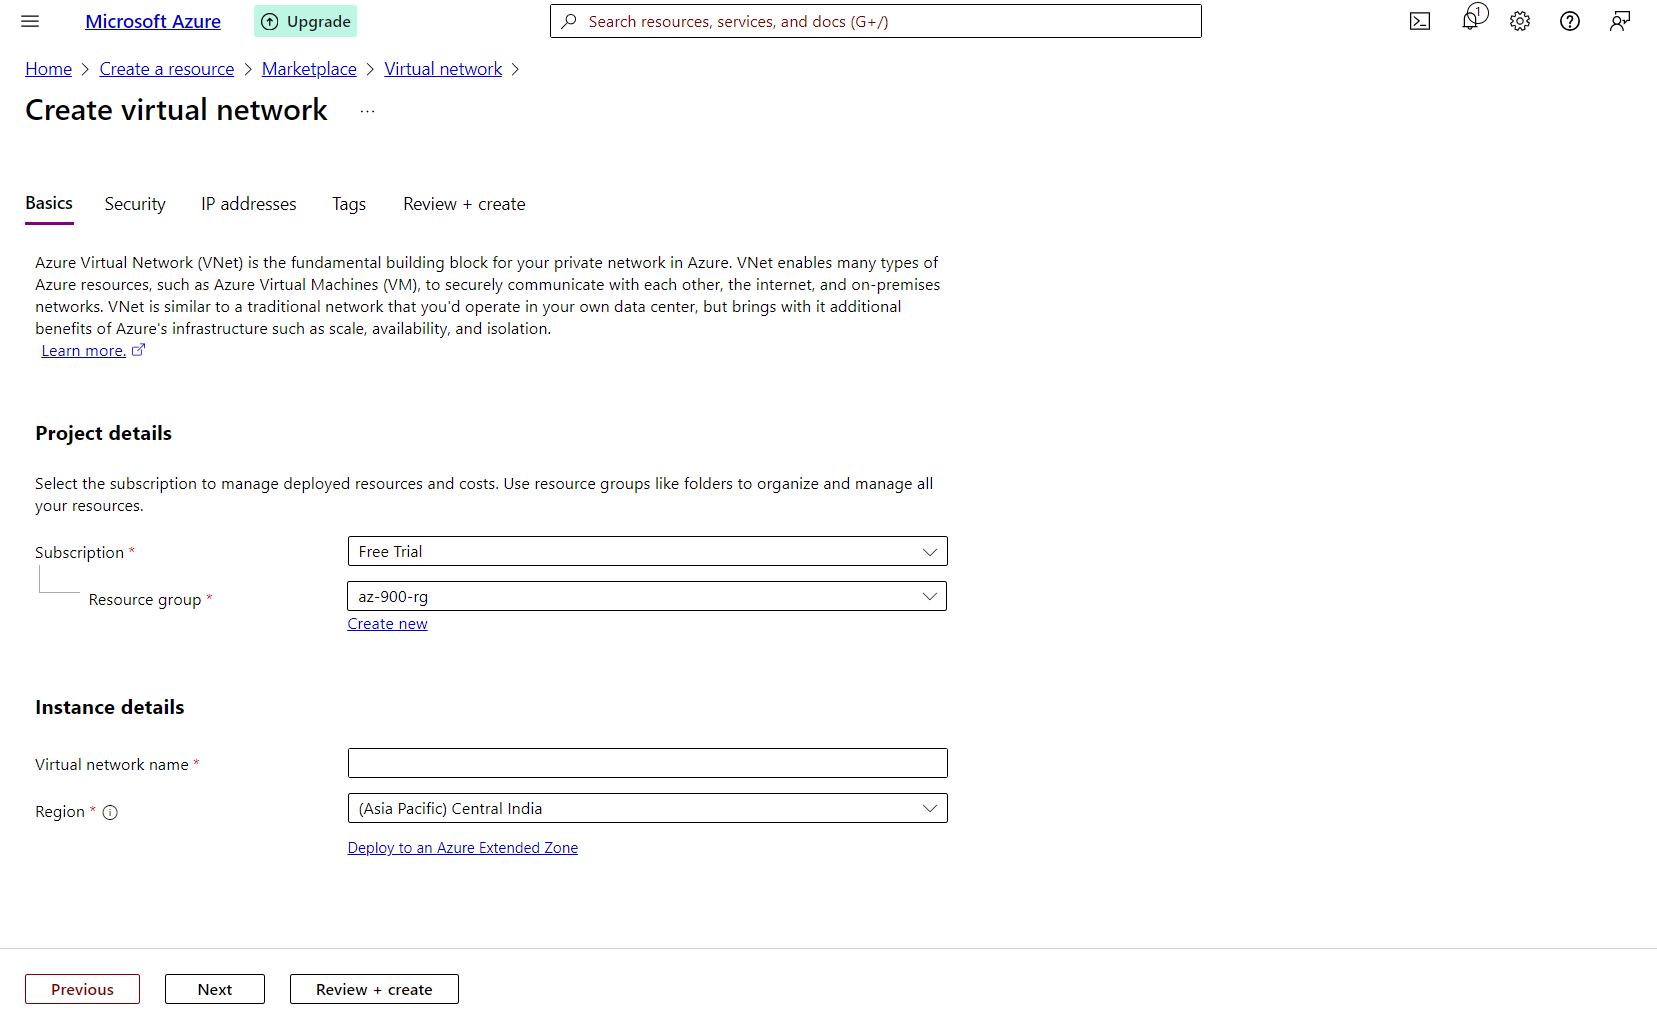 Microsoft Azure
Upgrade
Search resources, services, and docs (G+/)
1
Home > Create a resource > Marketplace > Virtual network >
Create virtual network ...
Basics Security IP addresses Tags Review + create
Azure Virtual Network (VNet) is the fundamental building block for your private network in Azure. VNet enables many types of
Azure resources, such as Azure Virtual Machines (VM), to securely communicate with each other, the internet, and on-premises
networks. VNet is similar to a traditional network that you'd operate in your own data center, but brings with it additional
benefits of Azure's infrastructure such as scale, availability, and isolation.
Learn more.
Project details
Select the subscription to manage deployed resources and costs. Use resource groups like folders to organize and manage all
your resources.
Subscription *
Free Trial
Resource group *
az-900-rg
Create new
Instance details
Virtual network name *
Region *
(Asia Pacific) Central India
Deploy to an Azure Extended Zone
Previous
Next
Review + create